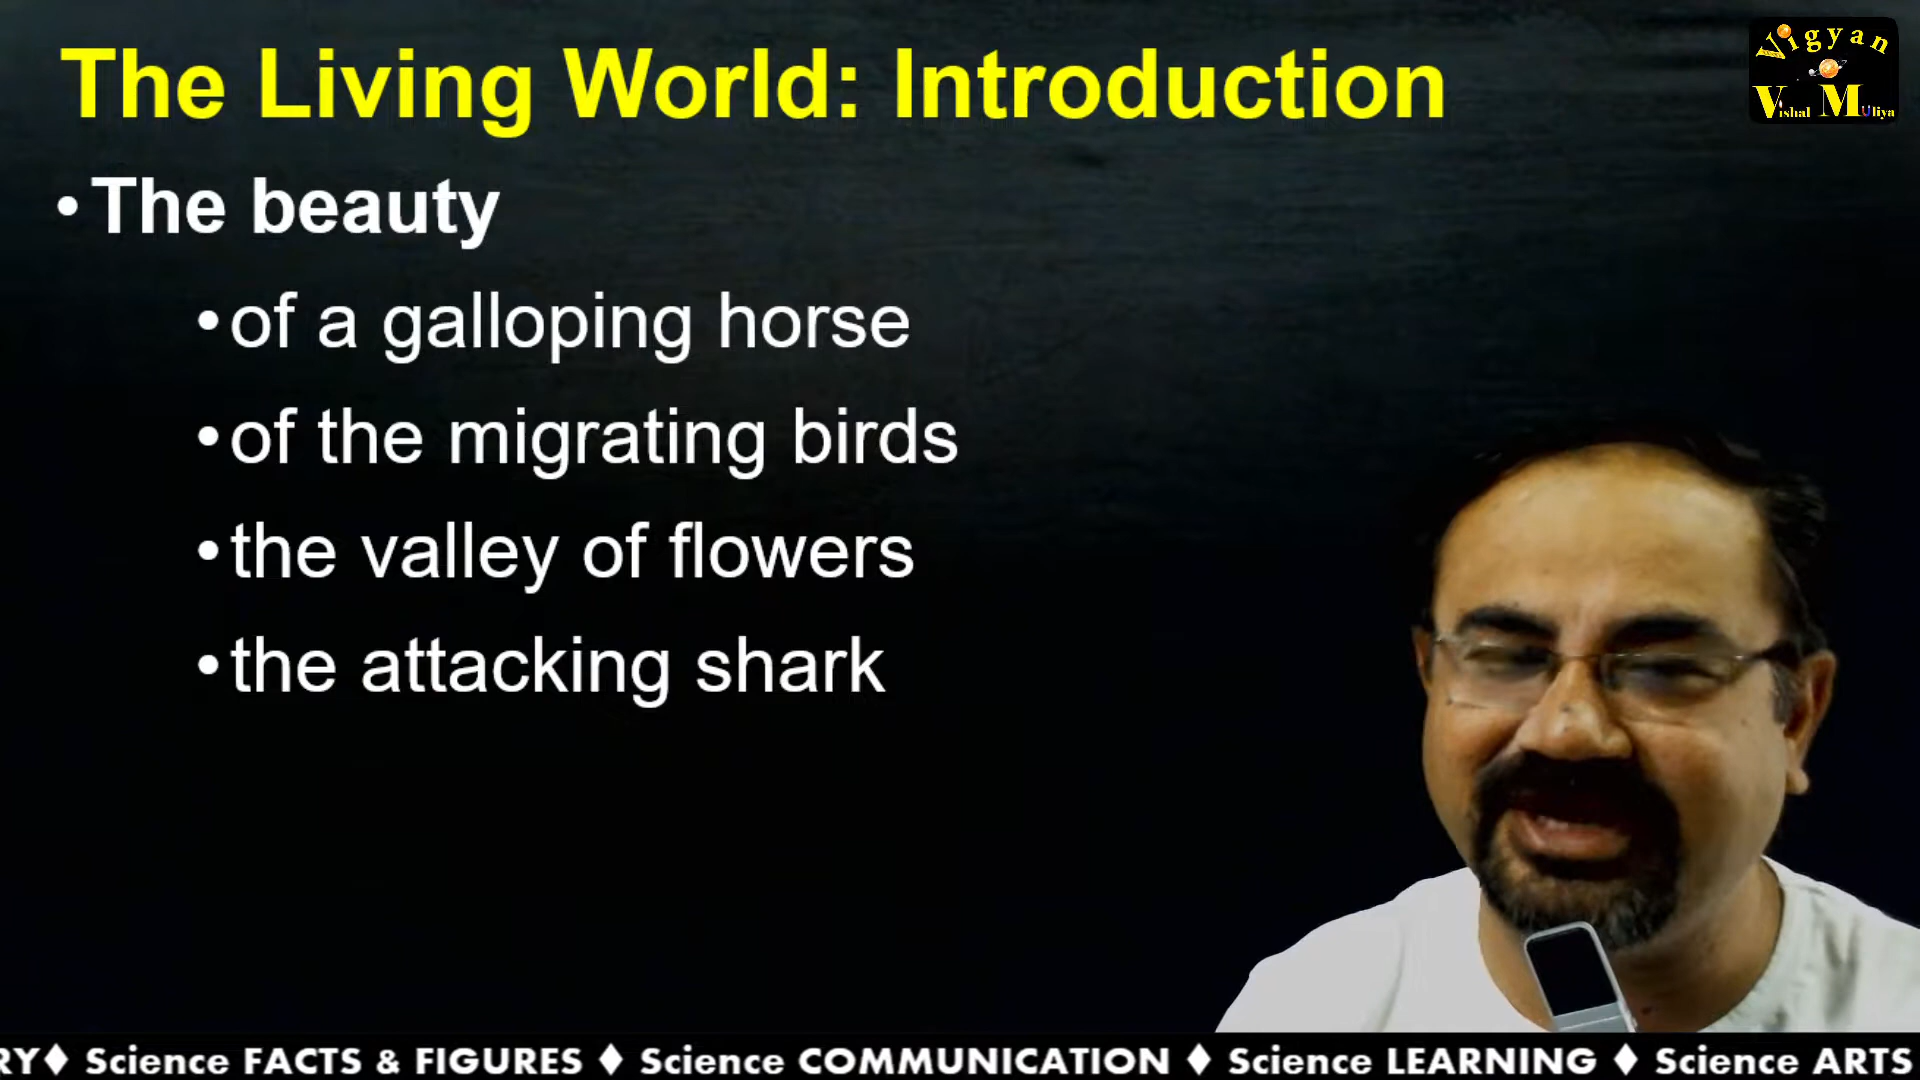 The Living World: Introduction
Vigyan
Vishal Muliya
• The beauty
• of a galloping horse
• of the migrating birds
• the valley of flowers
• the attacking shark
RY♦ Science FACTS & FIGURES ♦ Science COMMUNICATION ♦ Science LEARNING ♦ Science ARTS